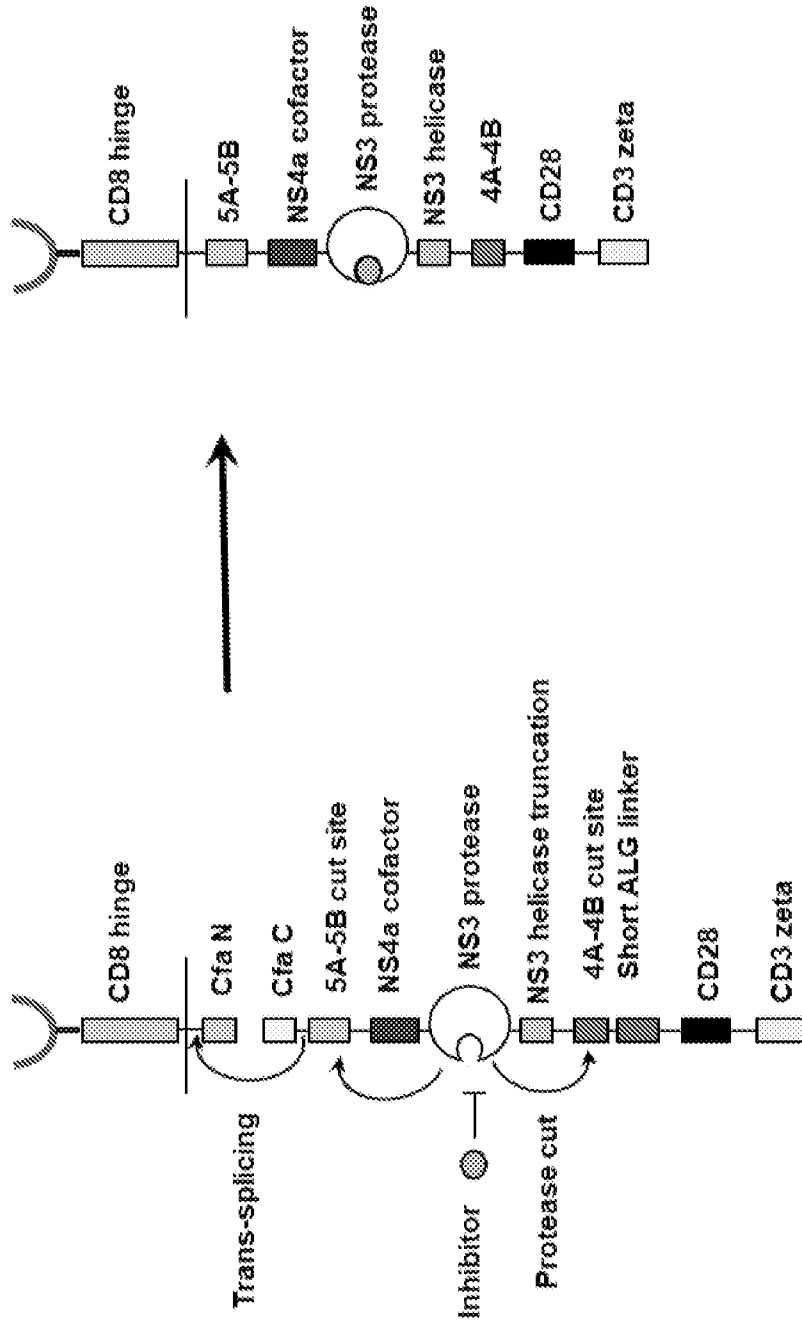 CD8 hinge
Cfa N
Cfa C
5A-5B cut site
NS4a cofactor
NS3 protease
NS3 helicase truncation
4A-4B cut site
Short ALG linker
CD28
CD3 zeta
Trans-splicing
Inhibitor
Protease cut
CD8 hinge
5A-5B
NS4a cofactor
NS3 protease
NS3 helicase
4A-4B
CD28
CD3 zeta